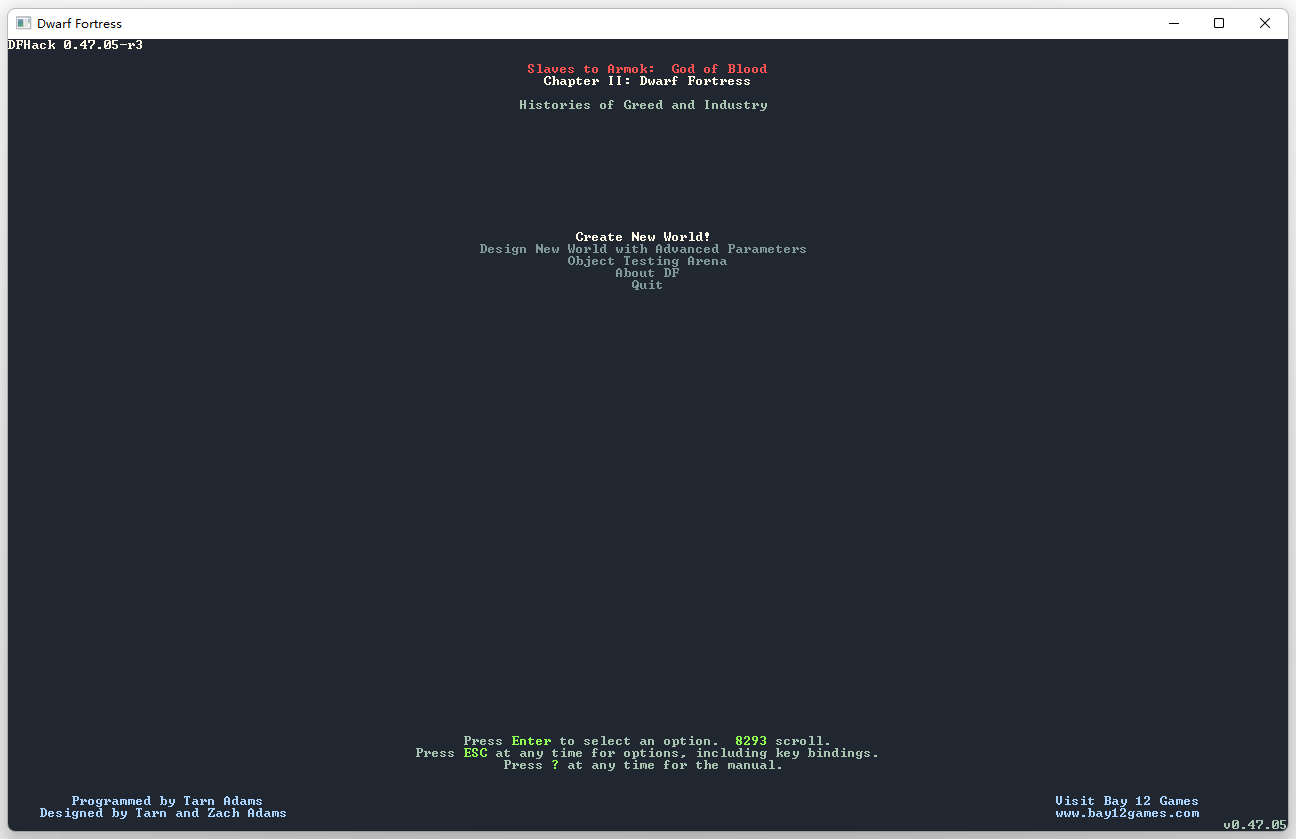 Dwarf Fortress
DFHack 0.47.05-r3
Slaves to Armok:  God of Blood
Chapter II: Dwarf Fortress
Histories of Greed and Industry
Create New World!
Design New World with Advanced Parameters
Object Testing Arena
About DF
Quit
Press Enter to select an option.  8293 scroll.
Press ESC at any time for options, including key bindings.
Press ? at any time for the manual.
Programmed by Tarn Adams
Designed by Tarn and Zach Adams
Visit Bay 12 Games
www.bay12games.com
v0.47.05